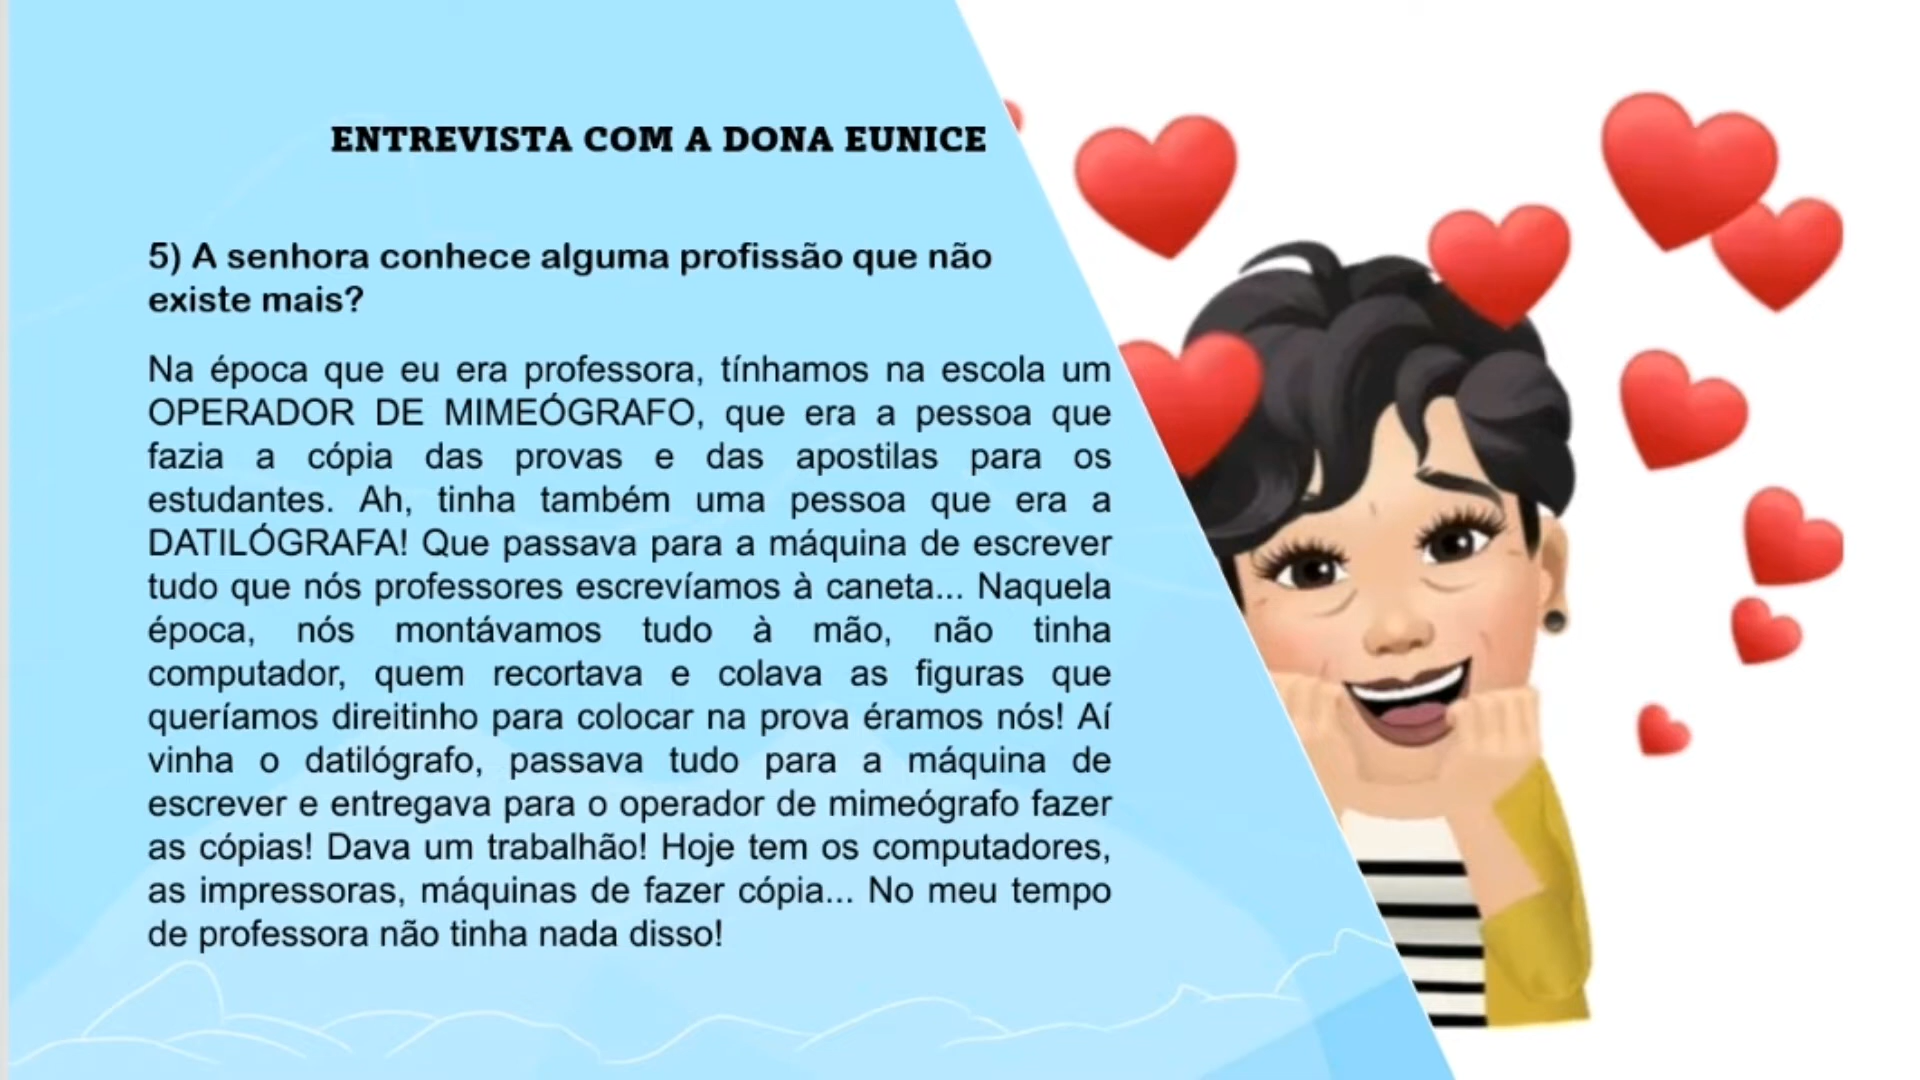 ENTREVISTA COM A DONA EUNICE
5) A senhora conhece alguma profissão que não
existe mais?
Na época que eu era professora, tínhamos na escola um
OPERADOR DE MIMEÓGRAFO, que era a pessoa que
fazia a cópia das provas e das apostilas para os
estudantes. Ah, tinha também uma pessoa que era a
DATILÓGRAFA! Que passava para a máquina de escrever
tudo que nós professores escrevíamos à caneta... Naquela
época, nós montávamos tudo à mão, não tinha
computador, quem recortava e colava as figuras que
queríamos direitinho para colocar na prova éramos nós! Aí
vinha o datilógrafo, passava tudo para a máquina de
escrever e entregava para o operador de mimeógrafo fazer
as cópias! Dava um trabalhão! Hoje tem os computadores,
as impressoras, máquinas de fazer cópia... No meu tempo
de professora não tinha nada disso!